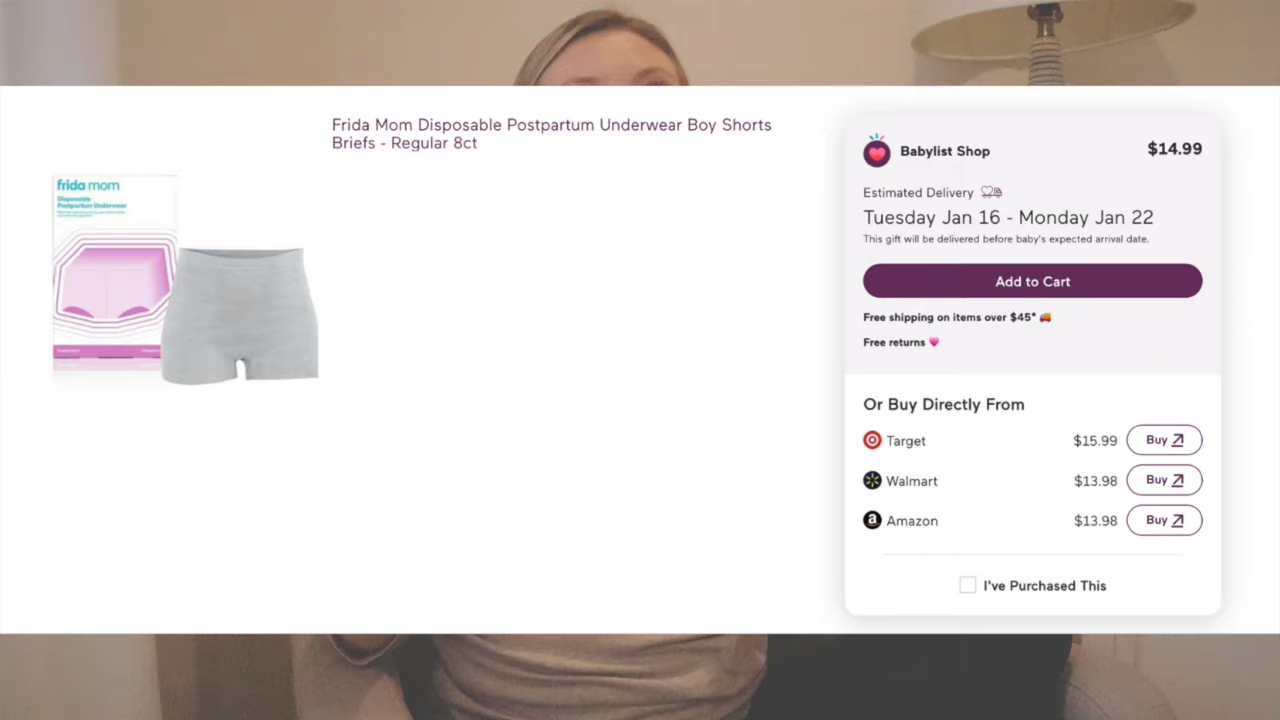 Frida Mom Disposable Postpartum Underwear Boy Shorts
Briefs - Regular 8ct
frida mom
Disposable
Postpartum Underwear
Babylist Shop
$14.99
Estimated Delivery
Tuesday Jan 16 - Monday Jan 22
This gift will be delivered before baby's expected arrival date.
Add to Cart
Free shipping on items over $45*
Free returns
Or Buy Directly From
Target
$15.99
Buy
Walmart
$13.98
Buy
a
Amazon
$13.98
Buy
I've Purchased This